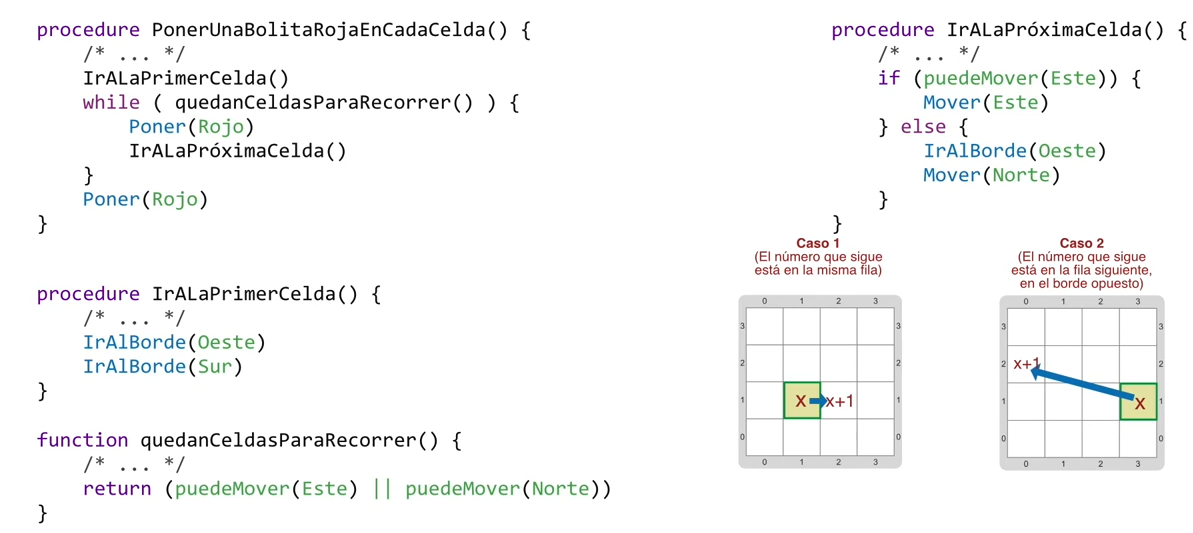 procedure PonerUnaBolitaRojaEnCadaCelda() {
    /* ... */
    IrALaPrimerCelda()
    while ( quedanCeldasParaRecorrer() ) {
        Poner(Rojo)
        IrALaPróximaCelda()
    }
    Poner(Rojo)
}
procedure IrALaPrimerCelda() {
    /* ... */
    IrAlBorde(Oeste)
    IrAlBorde(Sur)
}
function quedanCeldasParaRecorrer() {
    /* ... */
    return (puedeMover(Este) || puedeMover(Norte))
}
procedure IrALaPróximaCelda() {
    /* ... */
    if (puedeMover(Este)) {
        Mover(Este)
    } else {
        IrAlBorde(Oeste)
        Mover(Norte)
    }
}
Caso 1
(El número que sigue
está en la misma fila)
0 1 2 3
3 3
2 2
1 X x+1 1
0 0
0 1 2 3
Caso 2
(El número que sigue
está en la fila siguiente,
en el borde opuesto)
0 1 2 3
3 3
2 x+1 2
1 X 1
0 0
0 1 2 3